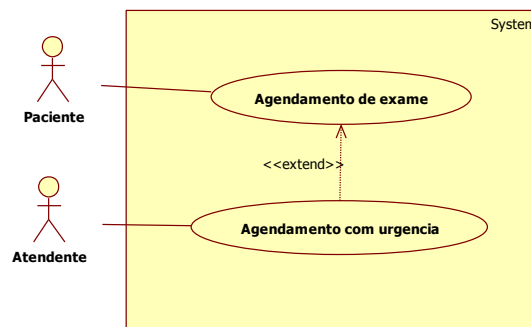 System
Agendamento de exame
Paciente
<<extend>>
Agendamento com urgencia
Atendente